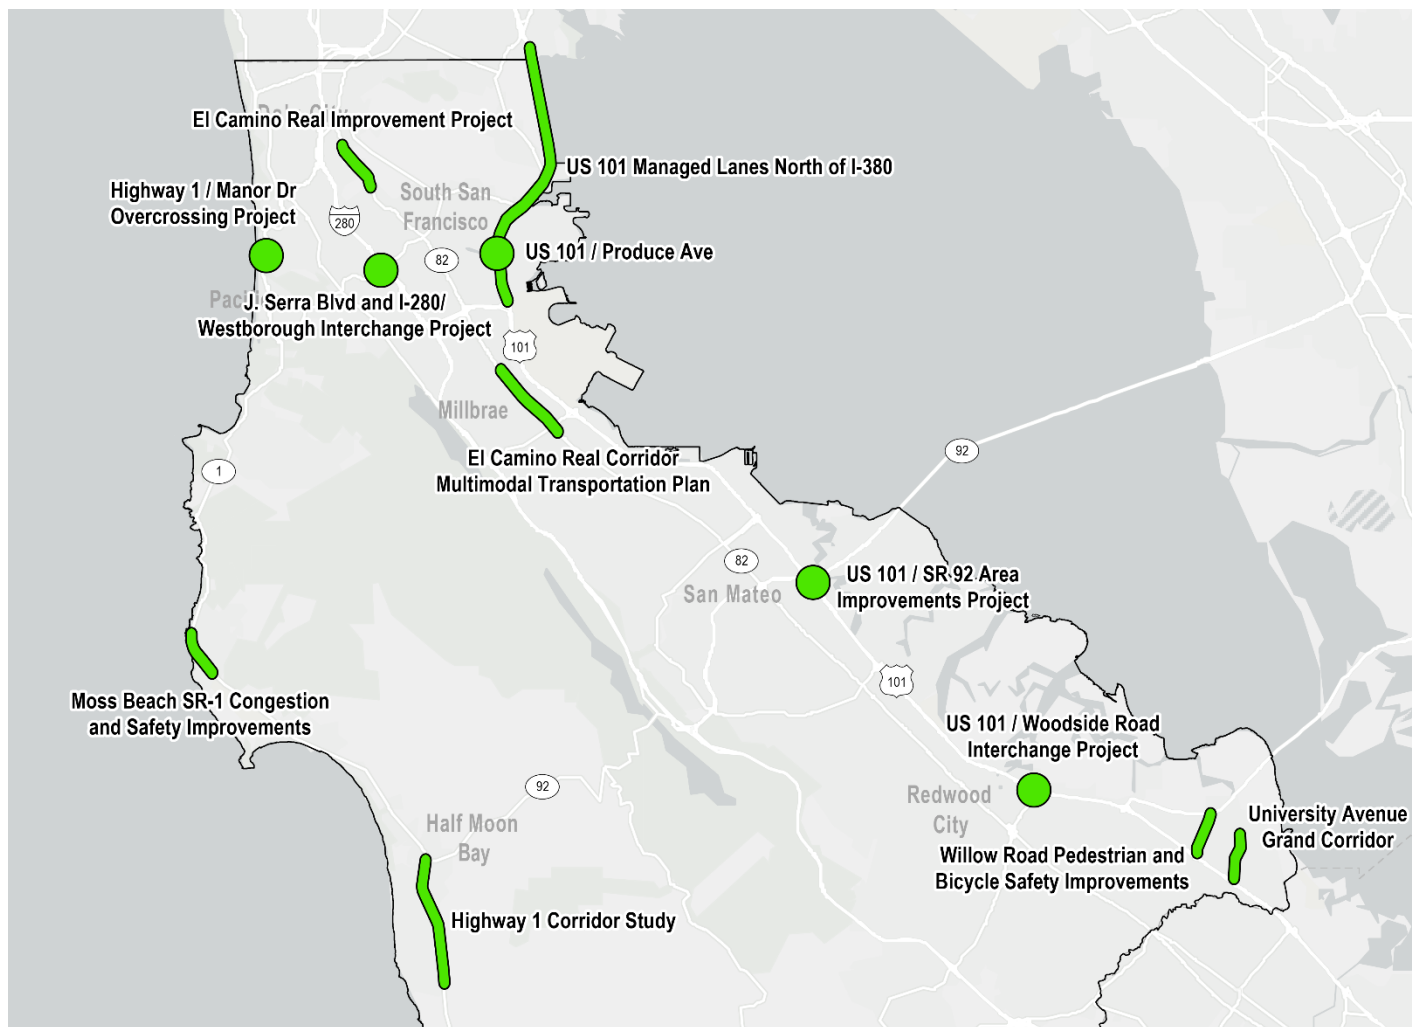 El Camino Real Improvement Project
US 101 Managed Lanes North of I-380
Highway 1 / Manor Dr
Overcrossing Project
South San
Francisco
280
82
US 101 / Produce Ave
J. Serra Blvd and I-280/
Westborough Interchange Project
101
Millbrae
El Camino Real Corridor
Multimodal Transportation Plan
92
1
82
San Mateo
US 101 / SR 92 Area
Improvements Project
101
Moss Beach SR-1 Congestion
and Safety Improvements
US 101 / Woodside Road
Interchange Project
92
Redwood
City
Half Moon
Bay
University Avenue
Grand Corridor
Willow Road Pedestrian and
Bicycle Safety Improvements
Highway 1 Corridor Study